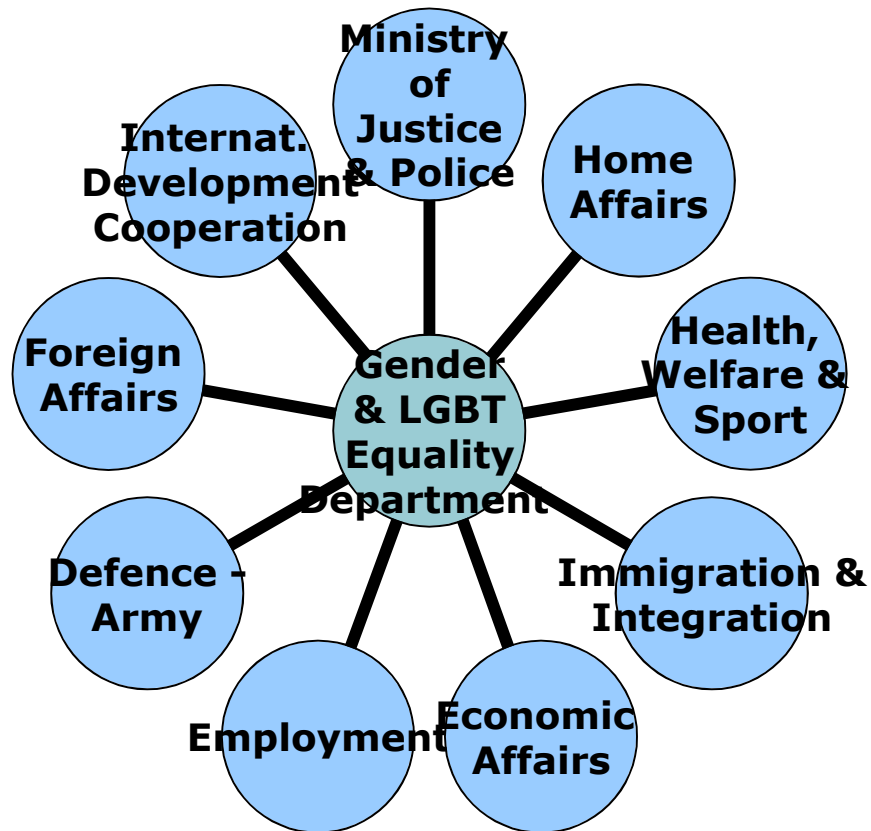 Ministry
of
Justice
& Police
Home
Affairs
Health,
Welfare &
Sport
Immigration &
Integration
Economic
Affairs
Employment
Defence -
Army
Foreign
Affairs
Internat.
Development
Cooperation
Gender
& LGBT
Equality
Department